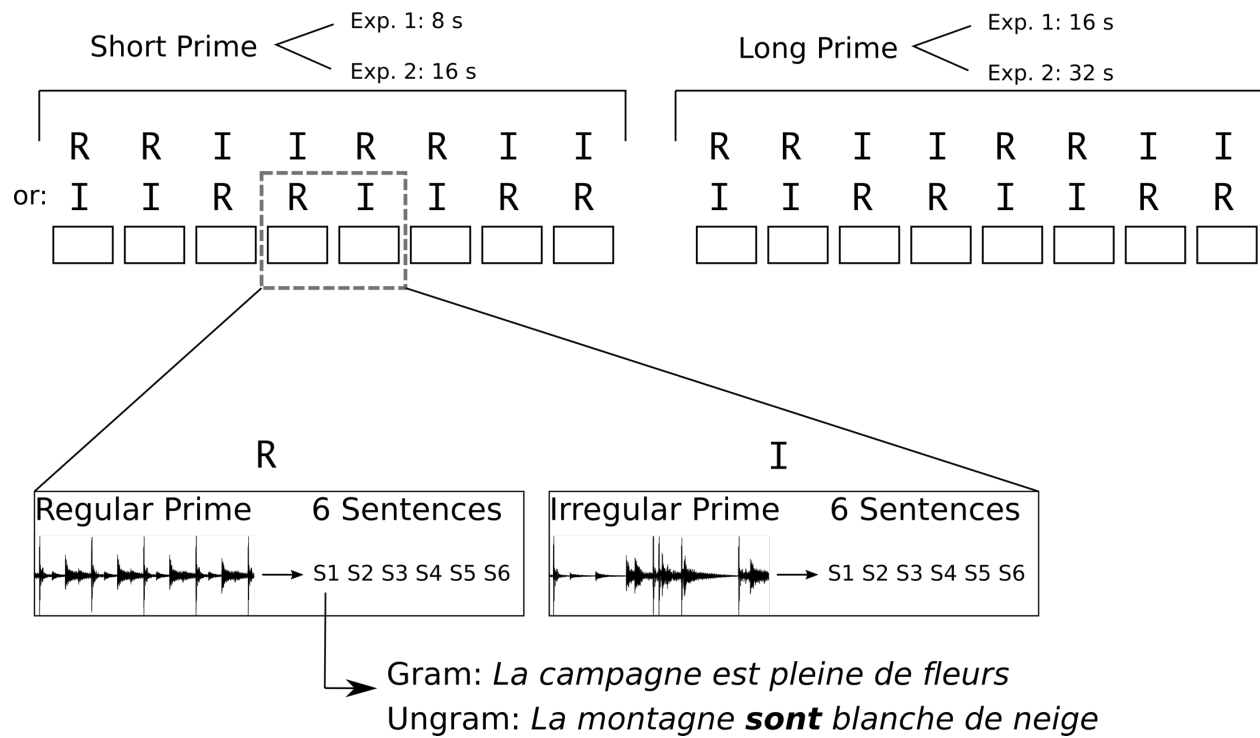 Short Prime
Exp. 1: 8 s
Exp. 2: 16 s
Long Prime
Exp. 1: 16 s
Exp. 2: 32 s
R R I I R R I I
R R I I R R I I
or: I I R R I I R R
I I R R I I R R
R
I
Regular Prime 6 Sentences
S1 S2 S3 S4 S5 S6
Irregular Prime 6 Sentences
S1 S2 S3 S4 S5 S6
Gram: La campagne est pleine de fleurs
Ungram: La montagne sont blanche de neige